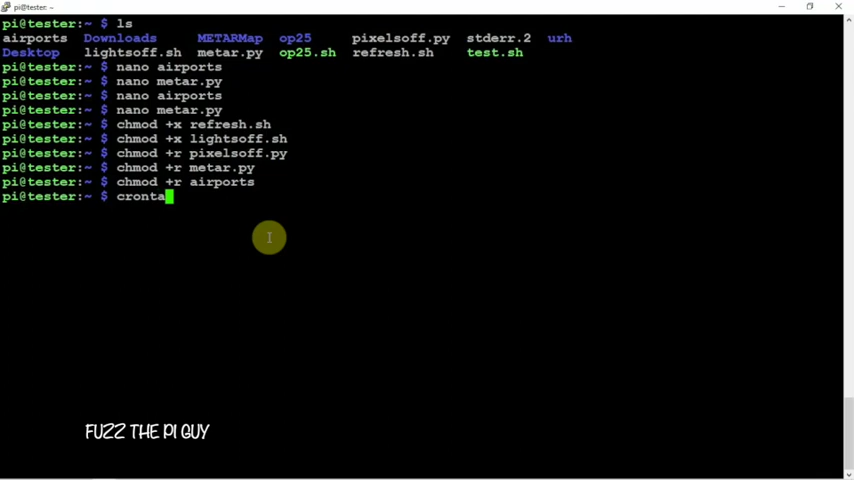 pi@tester: ~
pi@tester:~ $ ls
airports Downloads METARMap op25 pixelsoff.py stderr.2 urh
Desktop lightsoff.sh metar.py op25.sh refresh.sh test.sh
pi@tester:~ $ nano airports
pi@tester:~ $ nano metar.py
pi@tester:~ $ nano airports
pi@tester:~ $ nano metar.py
pi@tester:~ $ chmod +x refresh.sh
pi@tester:~ $ chmod +x lightsoff.sh
pi@tester:~ $ chmod +r pixelsoff.py
pi@tester:~ $ chmod +r metar.py
pi@tester:~ $ chmod +r airports
pi@tester:~ $ cronta
FUZZ THE PI GUY